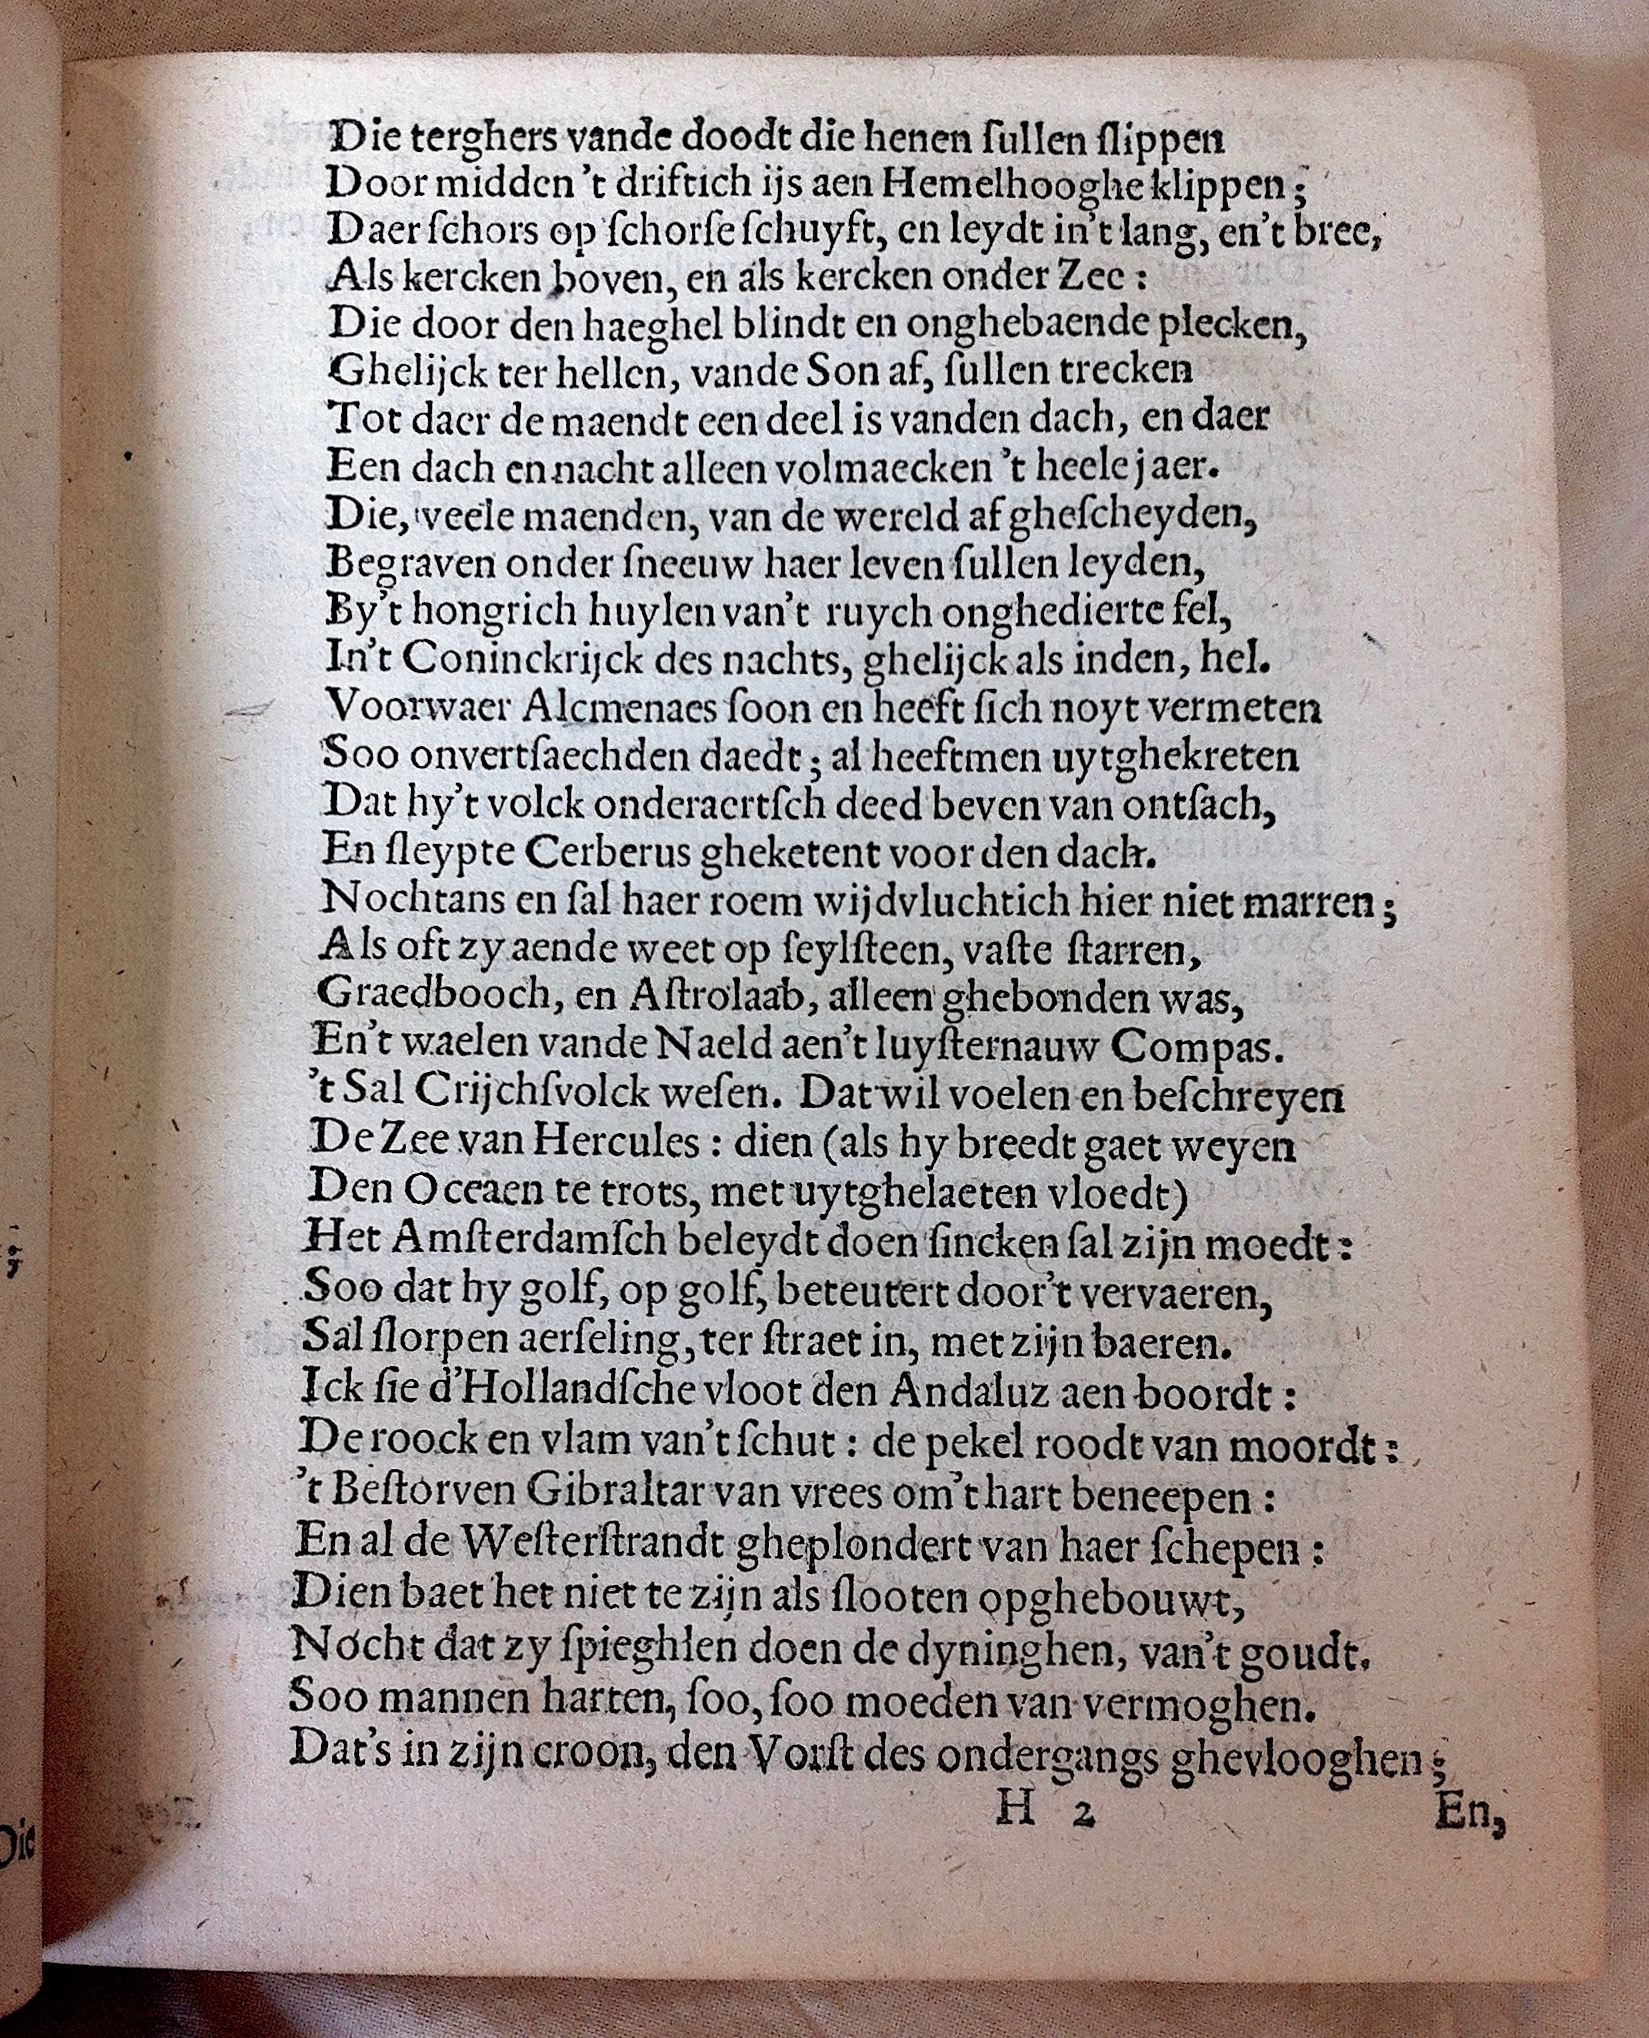 Die terghers vande doodt die henen ſullen ſlippen
Door midden 't driftich ijs aen Hemelhooghe klippen;
Daer ſchors op ſchorſe ſchuyft, en leydt in't lang, en't bree,
Als kercken boven, en als kercken onder Zee:
Die door den haeghel blindt en onghebaende plecken,
Ghelijck ter hellen, vande Son af, ſullen trecken
Tot daer de maendt een deel is vanden dach, en daer
Een dach en nacht alleen volmaecken 't heele jaer.
Die, veele maenden, van de wereld af gheſcheyden,
Begraven onder ſneeuw haer leven ſullen leyden,
By't hongrich huylen van't ruych onghedierte fel,
In't Coninckrijck des nachts, ghelijck als inden, hel.
Voorwaer Alcmenaes ſoon en heeft ſich noyt vermeten
Soo onvertſaechden daedt; al heeftmen uytghekreten
Dat hy't volck onderaertſch deed beven van ontſach,
En ſleypte Cerberus gheketent voor den dach.
Nochtans en ſal haer roem wijdvluchtich hier niet marren;
Als oft zy aende weet op ſeylſteen, vaſte ſtarren,
Graedbooch, en Aſtrolaab, alleen ghebonden was,
En't waelen vande Naeld aen't luyſternauw Compas.
't Sal Crijchſvolck weſen. Dat wil voelen en beſchreyen
De Zee van Hercules: dien (als hy breedt gaet weyen
Den Oceaen te trots, met uytghelaeten vloedt)
Het Amſterdamſch beleydt doen ſincken ſal zijn moedt:
Soo dat hy golf, op golf, beteutert door't vervaeren,
Sal ſlorpen aerſeling, ter ſtraet in, met zijn baeren.
Ick ſie d'Hollandſche vloot den Andaluz aen boordt:
De roock en vlam van't ſchut: de pekel roodt van moordt:
't Beſtorven Gibraltar van vrees om't hart beneepen:
En al de Weſterſtrandt gheplondert van haer ſchepen:
Dien baet het niet te zijn als ſlooten opghebouwt,
Nocht dat zy ſpieghlen doen de dyninghen, van't goudt.
Soo mannen harten, ſoo, ſoo moeden van vermoghen.
Dat's in zijn croon, den Vorſt des ondergangs ghevlooghen;
H 2 En,
Die